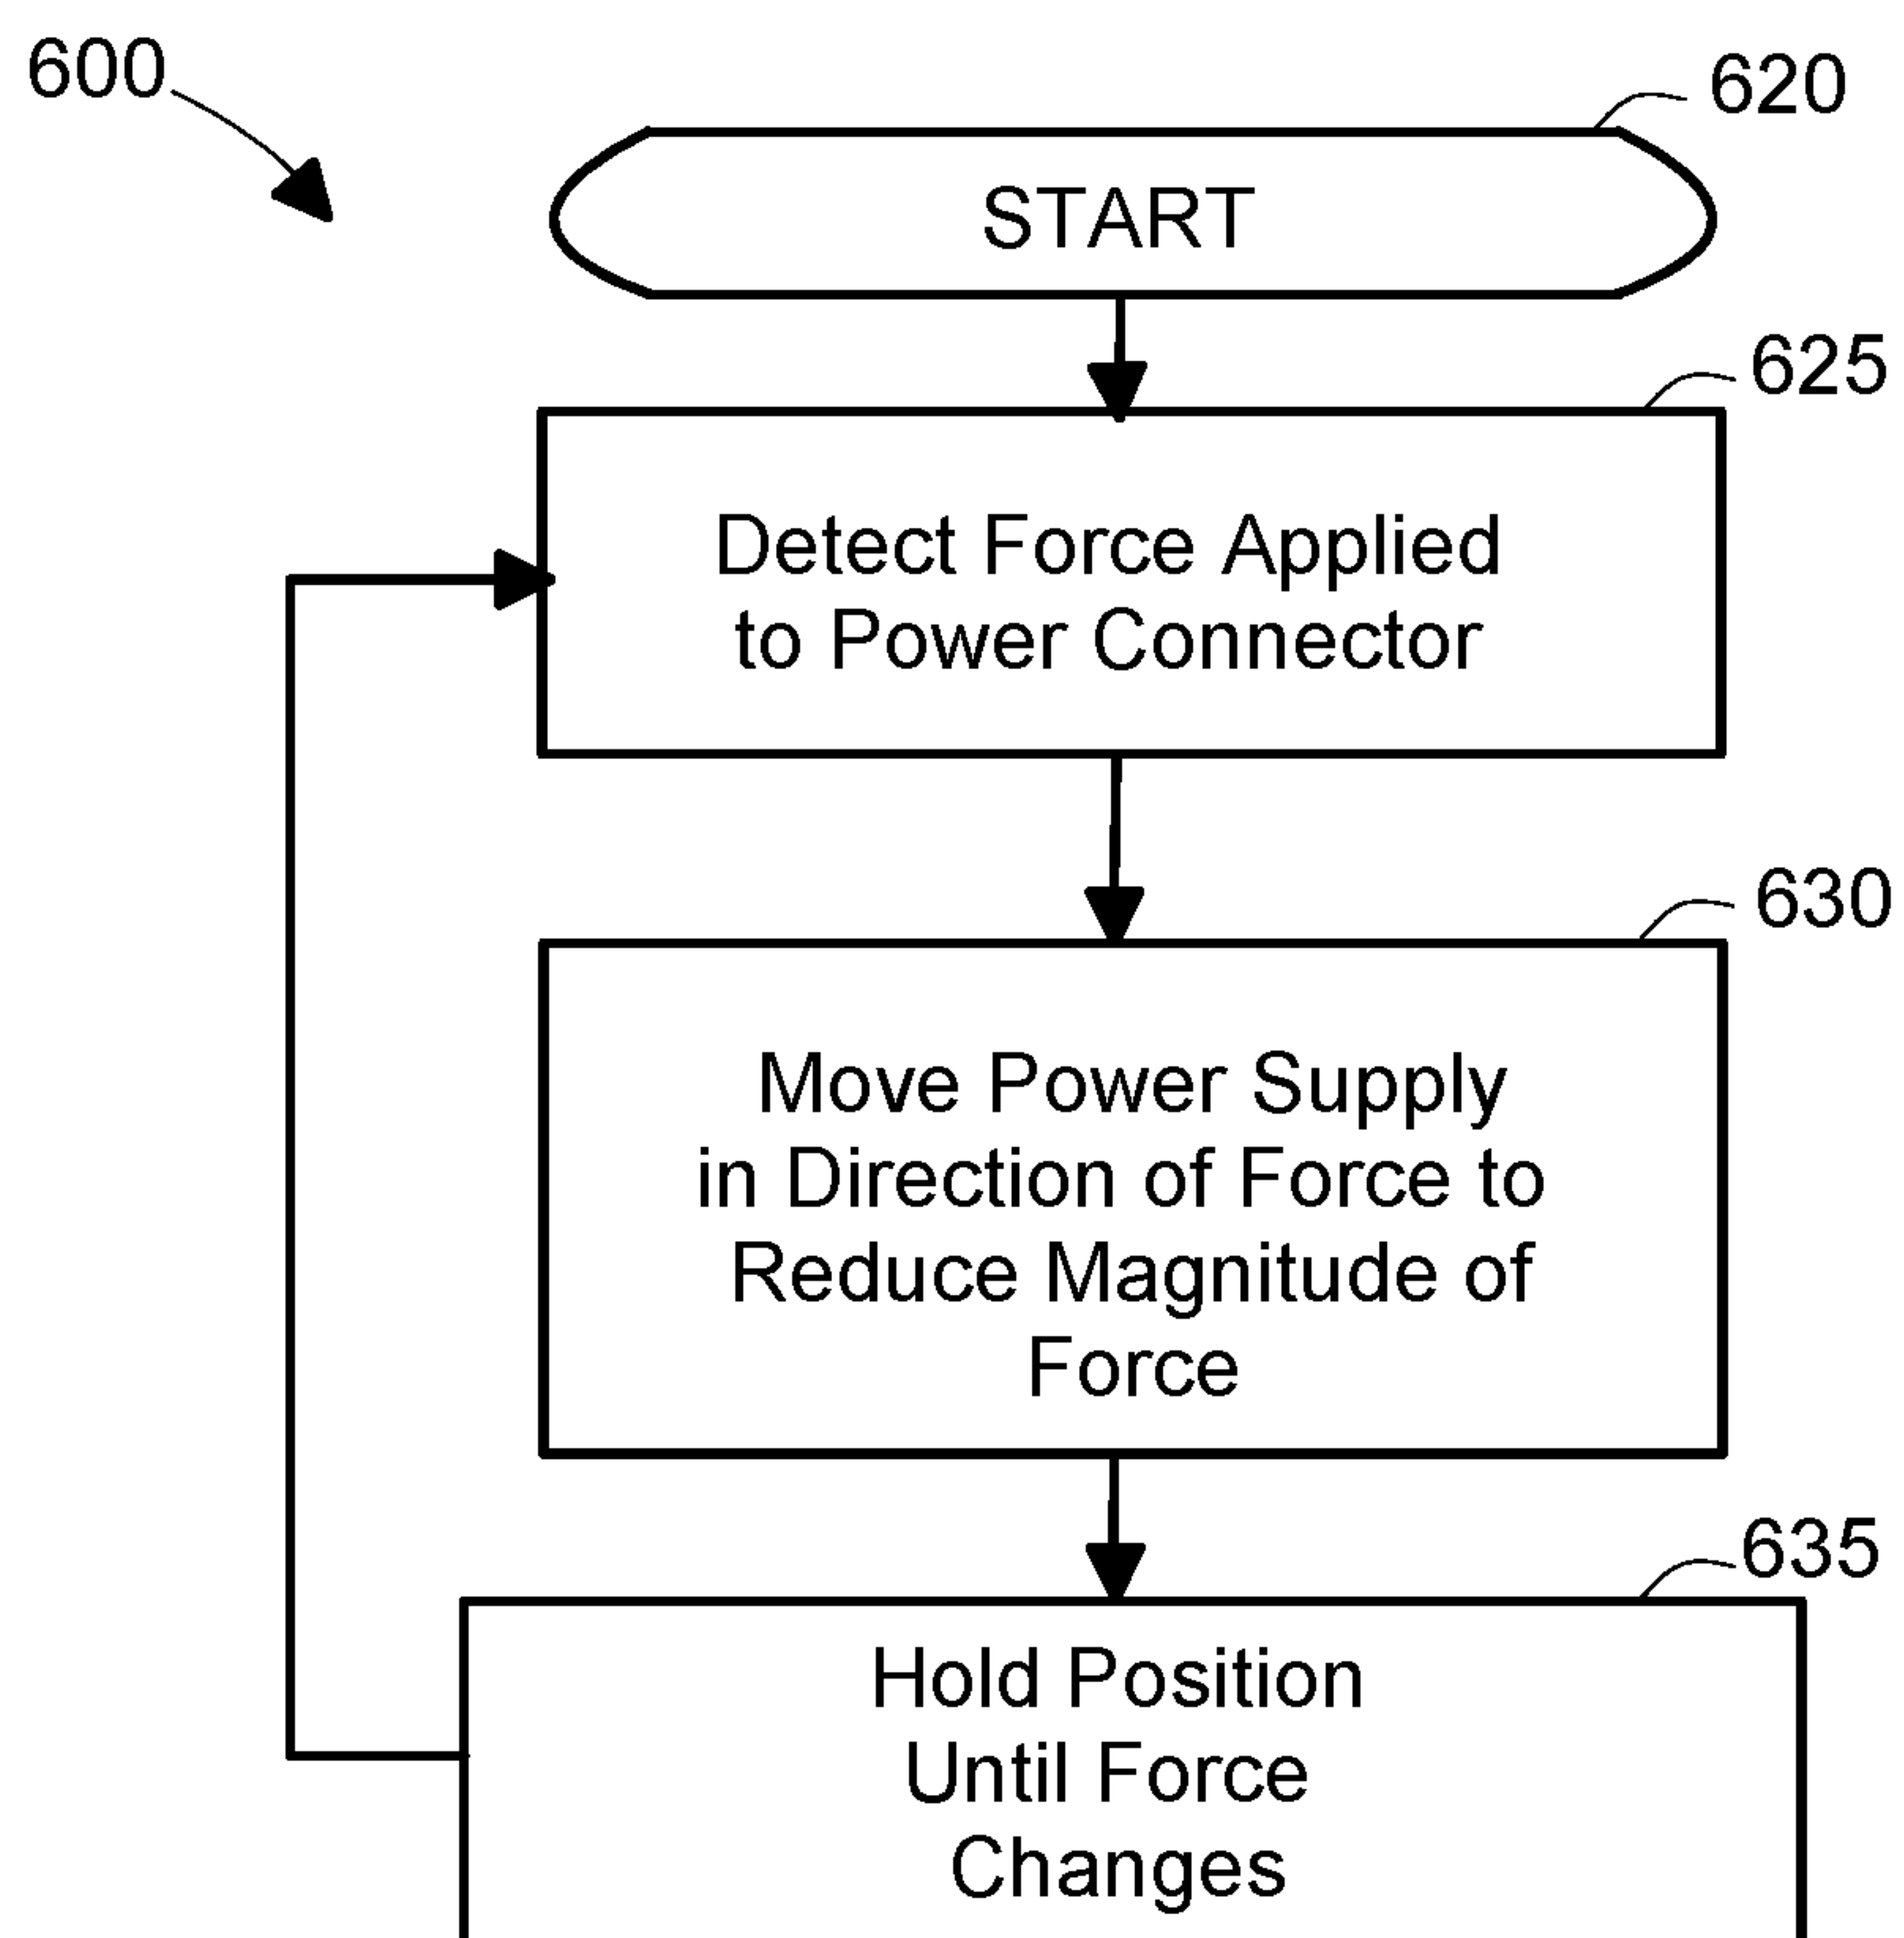 600
620
START
625
Detect Force Applied
to Power Connector
630
Move Power Supply
in Direction of Force to
Reduce Magnitude of
Force
635
Hold Position
Until Force
Changes